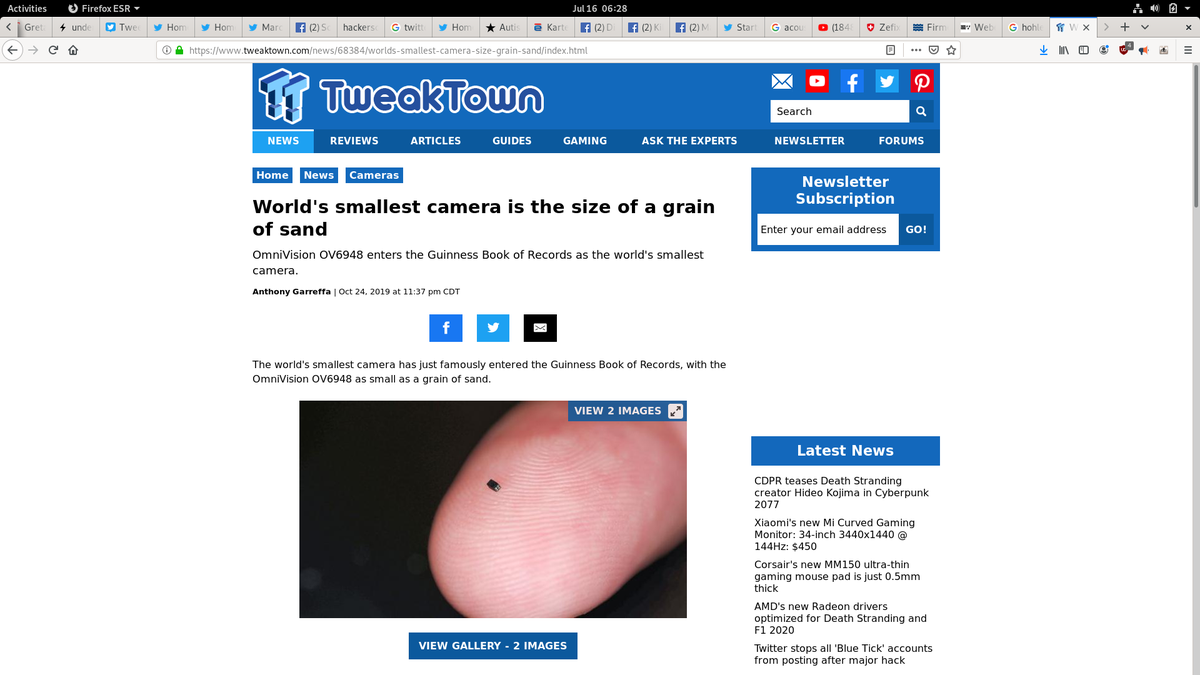 Activities Firefox ESR Jul 16 06:28
Greta unde Twee Hom Hom Marc (2) Sc hackersc twitt Hom Autis Karte (2) D (2) Ki (2) M Start acou (184 Zefix Firm Web hohl W
https://www.tweaktown.com/news/68384/worlds-smallest-camera-size-grain-sand/index.html
TweakTown
Search
NEWS REVIEWS ARTICLES GUIDES GAMING ASK THE EXPERTS NEWSLETTER FORUMS
Home News Cameras
World's smallest camera is the size of a grain
of sand
OmniVision OV6948 enters the Guinness Book of Records as the world's smallest
camera.
Anthony Garreffa | Oct 24, 2019 at 11:37 pm CDT
The world's smallest camera has just famously entered the Guinness Book of Records, with the
OmniVision OV6948 as small as a grain of sand.
VIEW 2 IMAGES
VIEW GALLERY - 2 IMAGES
Newsletter
Subscription
Enter your email address GO!
Latest News
CDPR teases Death Stranding
creator Hideo Kojima in Cyberpunk
2077
Xiaomi's new Mi Curved Gaming
Monitor: 34-inch 3440x1440 @
144Hz: $450
Corsair's new MM150 ultra-thin
gaming mouse pad is just 0.5mm
thick
AMD's new Radeon drivers
optimized for Death Stranding and
F1 2020
Twitter stops all 'Blue Tick' accounts
from posting after major hack